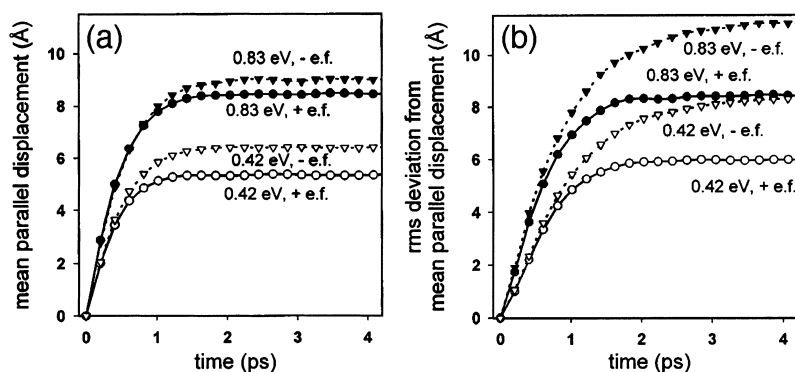 (a)
mean parallel displacement (Å)
10
8
6
4
2
0
0.83 eV, - e.f.
0.83 eV, + e.f.
0.42 eV, - e.f.
0.42 eV, + e.f.
0 1 2 3 4
time (ps)
(b)
rms deviation from
mean parallel displacement (Å)
10
8
6
4
2
0
0.83 eV, - e.f.
0.83 eV, + e.f.
0.42 eV, - e.f.
0.42 eV, + e.f.
0 1 2 3 4
time (ps)